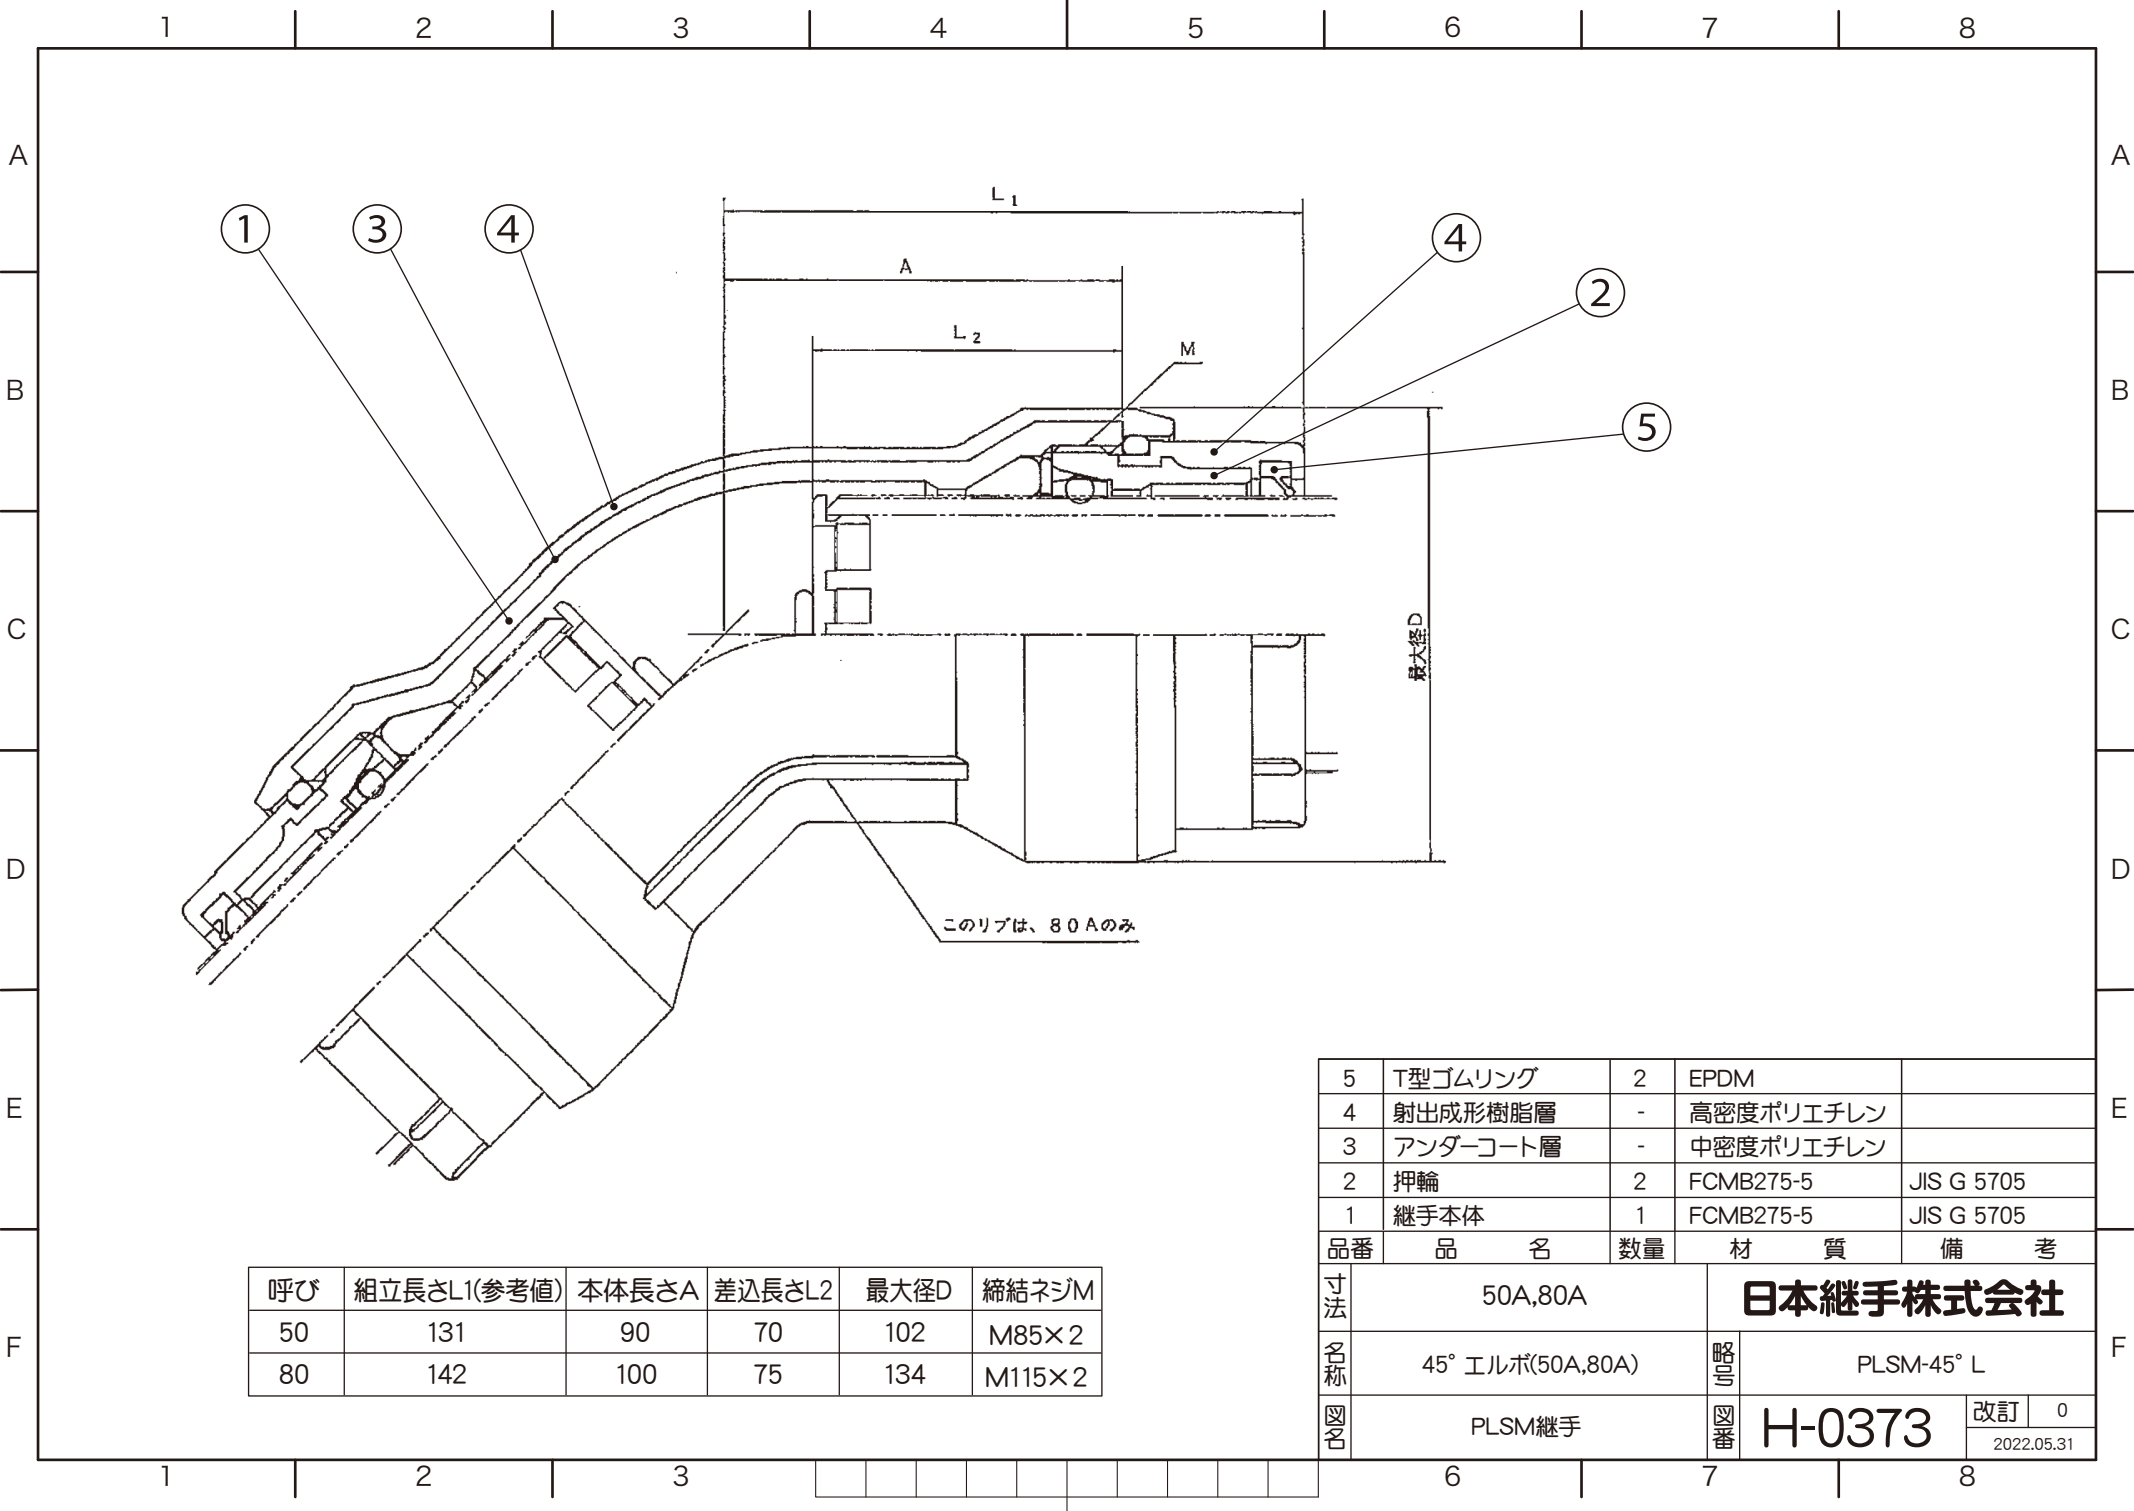 1 2 3 4 5 6 7 8
A A
B B
C C
D D
E E
F F
L1
A
L2
M
① ③ ④ ④
②
⑤
最大径D
このリブは、80Aのみ
5 T型ゴムリング 2 EPDM
4 射出成形樹脂層 - 高密度ポリエチレン
3 アンダーコート層 - 中密度ポリエチレン
2 押輪 2 FCMB275-5 JIS G 5705
1 継手本体 1 FCMB275-5 JIS G 5705
品番 品名 数量 材質 備考
寸法 50A,80A 日本継手株式会社
名称 45°エルボ(50A,80A) 略号 PLSM-45°L
図名 PLSM継手 図番 H-0373 改訂 0
2022.05.31
呼び 組立長さL1(参考値) 本体長さA 差込長さL2 最大径D 締結ネジM
50 131 90 70 102 M85×2
80 142 100 75 134 M115×2
1 2 3 6 7 8